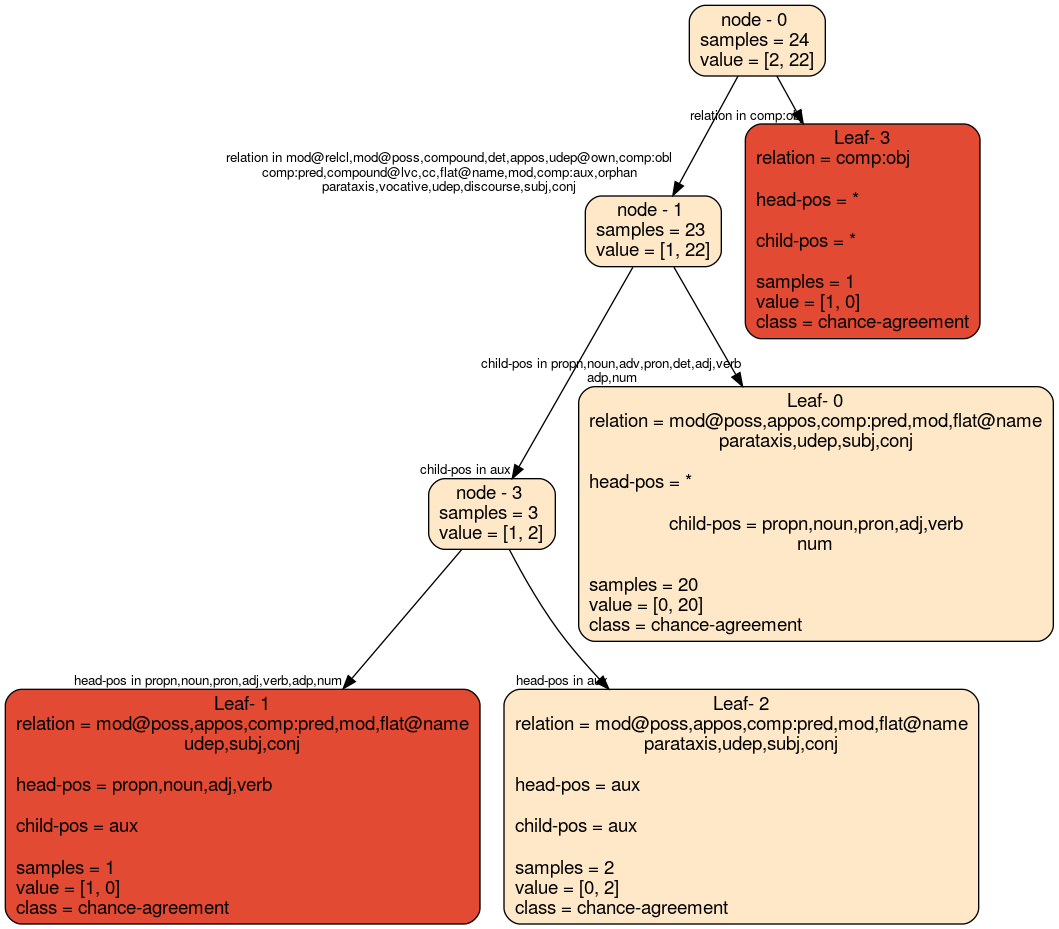 node - 0
samples = 24
value = [2, 22]
relation in comp:obj
Leaf- 3
relation = comp:obj
head-pos = *
child-pos = *
samples = 1
value = [1, 0]
class = chance-agreement
relation in mod@relcl,mod@poss,compound,det,appos,udep@own,comp:obl
comp:pred,compound@lvc,cc,flat@name,mod,comp:aux,orphan
parataxis,vocative,udep,discourse,subj,conj
node - 1
samples = 23
value = [1, 22]
child-pos in propn,noun,adv,pron,det,adj,verb
adp,num
Leaf- 0
relation = mod@poss,appos,comp:pred,mod,flat@name
parataxis,udep,subj,conj
head-pos = *
child-pos = propn,noun,pron,adj,verb
num
samples = 20
value = [0, 20]
class = chance-agreement
child-pos in aux
node - 3
samples = 3
value = [1, 2]
head-pos in propn,noun,pron,adj,verb,adp,num
Leaf- 1
relation = mod@poss,appos,comp:pred,mod,flat@name
udep,subj,conj
head-pos = propn,noun,adj,verb
child-pos = aux
samples = 1
value = [1, 0]
class = chance-agreement
head-pos in aux
Leaf- 2
relation = mod@poss,appos,comp:pred,mod,flat@name
parataxis,udep,subj,conj
head-pos = aux
child-pos = aux
samples = 2
value = [0, 2]
class = chance-agreement